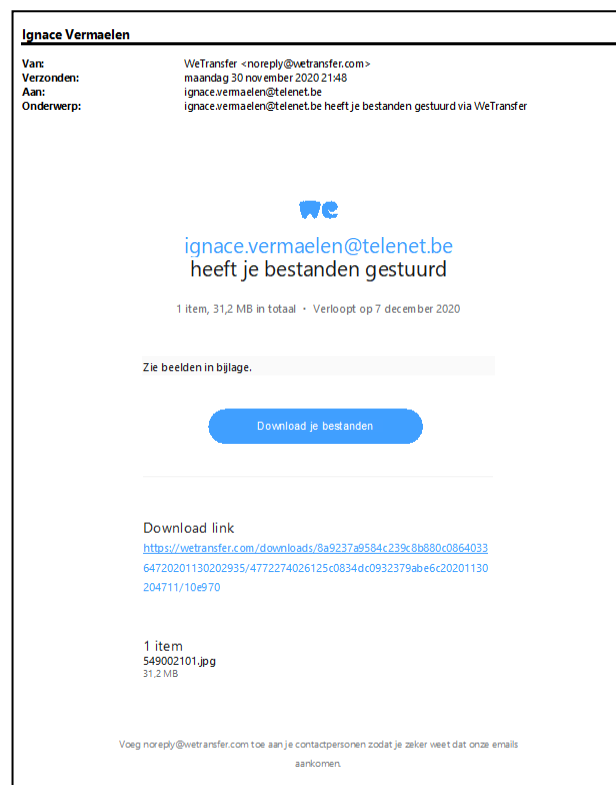 Ignace Vermaelen
Van: WeTransfer <noreply@wetransfer.com>
Verzonden: maandag 30 november 2020 21:48
Aan: ignace.vermaelen@telenet.be
Onderwerp: ignace.vermaelen@telenet.be heeft je bestanden gestuurd via WeTransfer
we
ignace.vermaelen@telenet.be
heeft je bestanden gestuurd
1 item, 31,2 MB in totaal ・ Verloopt op 7 december 2020
Zie beelden in bijlage.
Download je bestanden
Download link
https://wetransfer.com/downloads/8a9237a9584c239c8b880c0864033
64720201130202935/4772274026125c0834dc0932379abe6c20201130
204711/10e970
1 item
549002101.jpg
31,2 MB
Voeg noreply@wetransfer.com toe aan je contactpersonen zodat je zeker weet dat onze emails
aankomen.